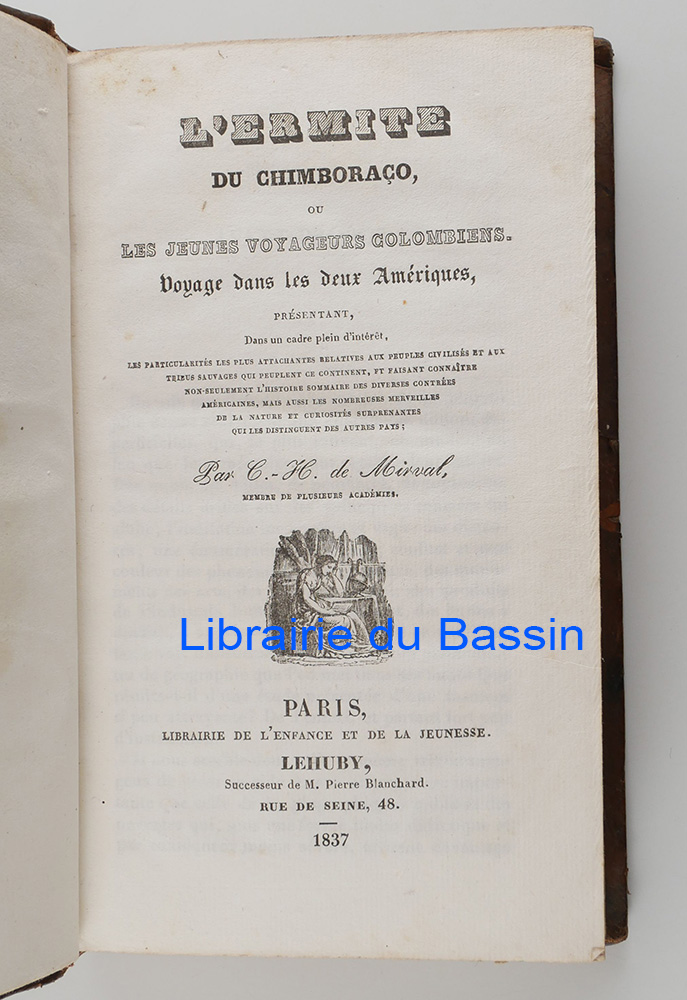 L'ERMITE
DU CHIMBORAÇO,
OU
LES JEUNES VOYAGEURS COLOMBIENS.
Voyage dans les deux Amériques,
PRÉSENTANT,
Dans un cadre plein d'intérêt,
LES PARTICULARITÉS LES PLUS ATTACHANTES RELATIVES AUX PEUPLES CIVILISÉS ET AUX
TRIBUS SAUVAGES QUI PEUPLENT CE CONTINENT, ET FAISANT CONNAÎTRE
NON-SEULEMENT L'HISTOIRE SOMMAIRE DES DIVERSES CONTRÉES
AMÉRICAINES, MAIS AUSSI LES NOMBREUSES MERVEILLES
DE LA NATURE ET CURIOSITÉS SURPRENANTES
QUI LES DISTINGUENT DES AUTRES PAYS;
Par C.-H. de Mirval,
MEMBRE DE PLUSIEURS ACADÉMIES.
Librairie du Bassin
PARIS,
LIBRAIRIE DE L'ENFANCE ET DE LA JEUNESSE.
LEHUBY,
Successeur de M. Pierre Blanchard.
RUE DE SEINE, 48.
1837